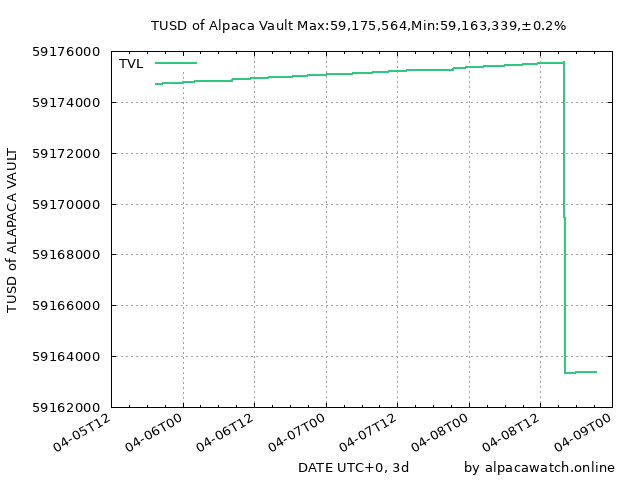 TUSD of Alpaca Vault Max:59,175,564,Min:59,163,339,±0.2%
59176000
TVL
59174000
59172000
59170000
59168000
59166000
59164000
59162000
TUSD of ALAPACA VAULT
04-05T12
04-06T00
04-06T12
04-07T00
04-07T12
04-08T00
04-08T12
04-09T00
DATE UTC+0, 3d
by alpacawatch.online